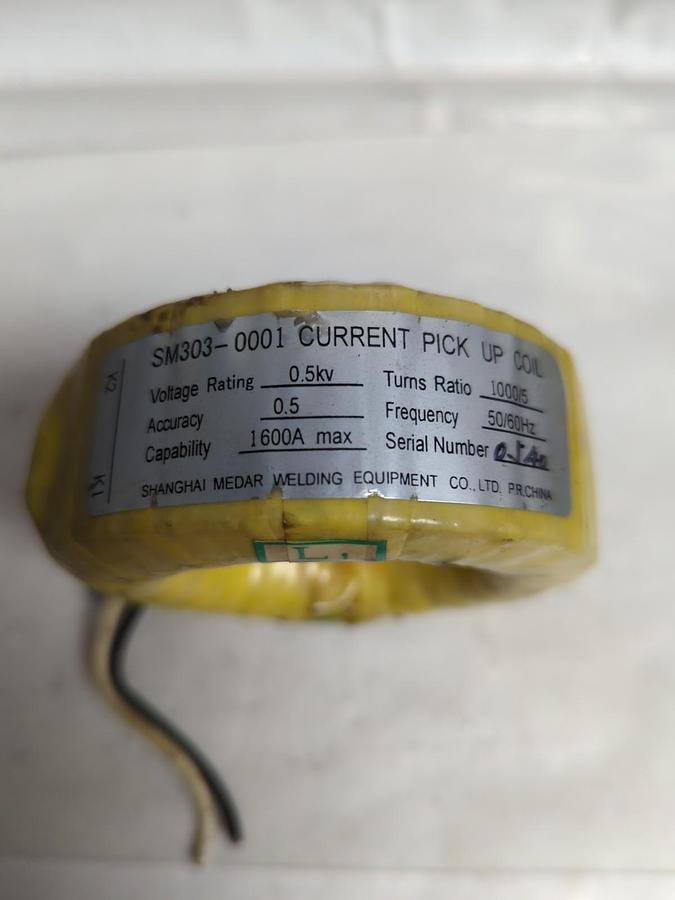 SM303-0001 CURRENT PICK UP COIL
Voltage Rating 0.5kv Turns Ratio 1000/5
Accuracy 0.5 Frequency 50/60Hz
Capability 1600A max Serial Number
SHANGHAI MEDAR WELDING EQUIPMENT CO.,LTD. P.R.CHINA
K2
K1
L1